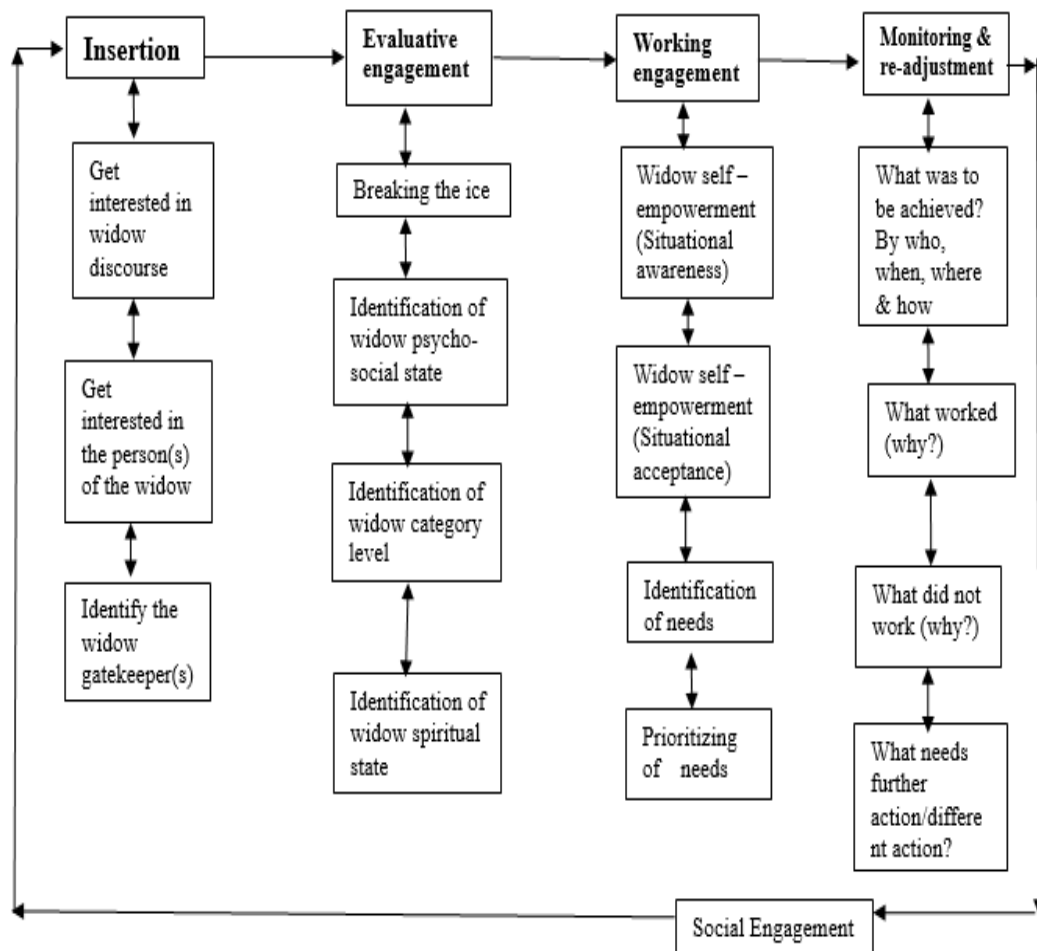 Insertion
Get
interested in
widow
discourse
Get
interested in
the person(s)
of the widow
Identify the
widow
gatekeeper(s)
Evaluative
engagement
Breaking the ice
Identification of
widow psycho-
social state
Identification of
widow category
level
Identification of
widow spiritual
state
Working
engagement
Widow self –
empowerment
(Situational
awareness)
Widow self –
empowerment
(Situational
acceptance)
Identification
of needs
Prioritizing
of needs
Monitoring &
re-adjustment
What was to
be achieved?
By who,
when, where
& how
What worked
(why?)
What did not
work (why?)
What needs
further
action/differe
nt action?
Social Engagement